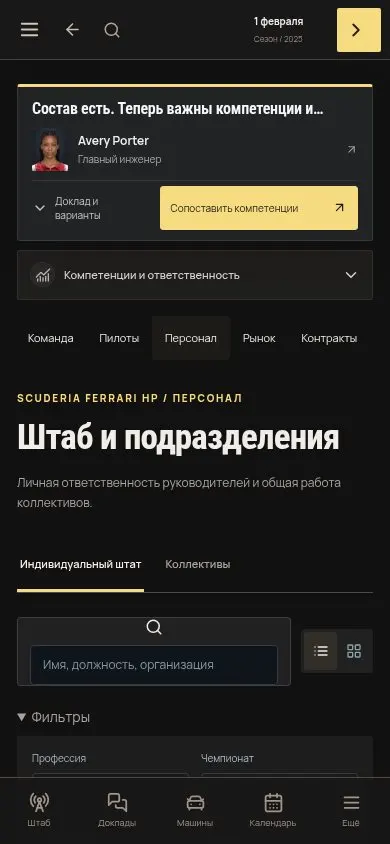 1 февраля
Сезон / 2025
Состав есть. Теперь важны компетенции и…
Avery Porter
Главный инженер
Доклад и
варианты
Сопоставить компетенции
Компетенции и ответственность
Команда
Пилоты
Персонал
Рынок
Контракты
SCUDERIA FERRARI HP / ПЕРСОНАЛ
Штаб и подразделения
Личная ответственность руководителей и общая работа
коллективов.
Индивидуальный штат
Коллективы
Имя, должность, организация
Фильтры
Профессия
Чемпионат
Штаб
Доклады
Машины
Календарь
Ещё